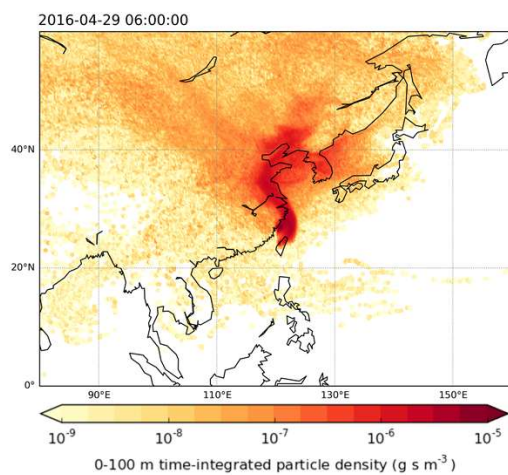 2016-04-29 06:00:00
40°N
20°N
0°
90°E 110°E 130°E 150°E
10⁻⁹ 10⁻⁸ 10⁻⁷ 10⁻⁶ 10⁻⁵
0-100 m time-integrated particle density (g s m⁻³)